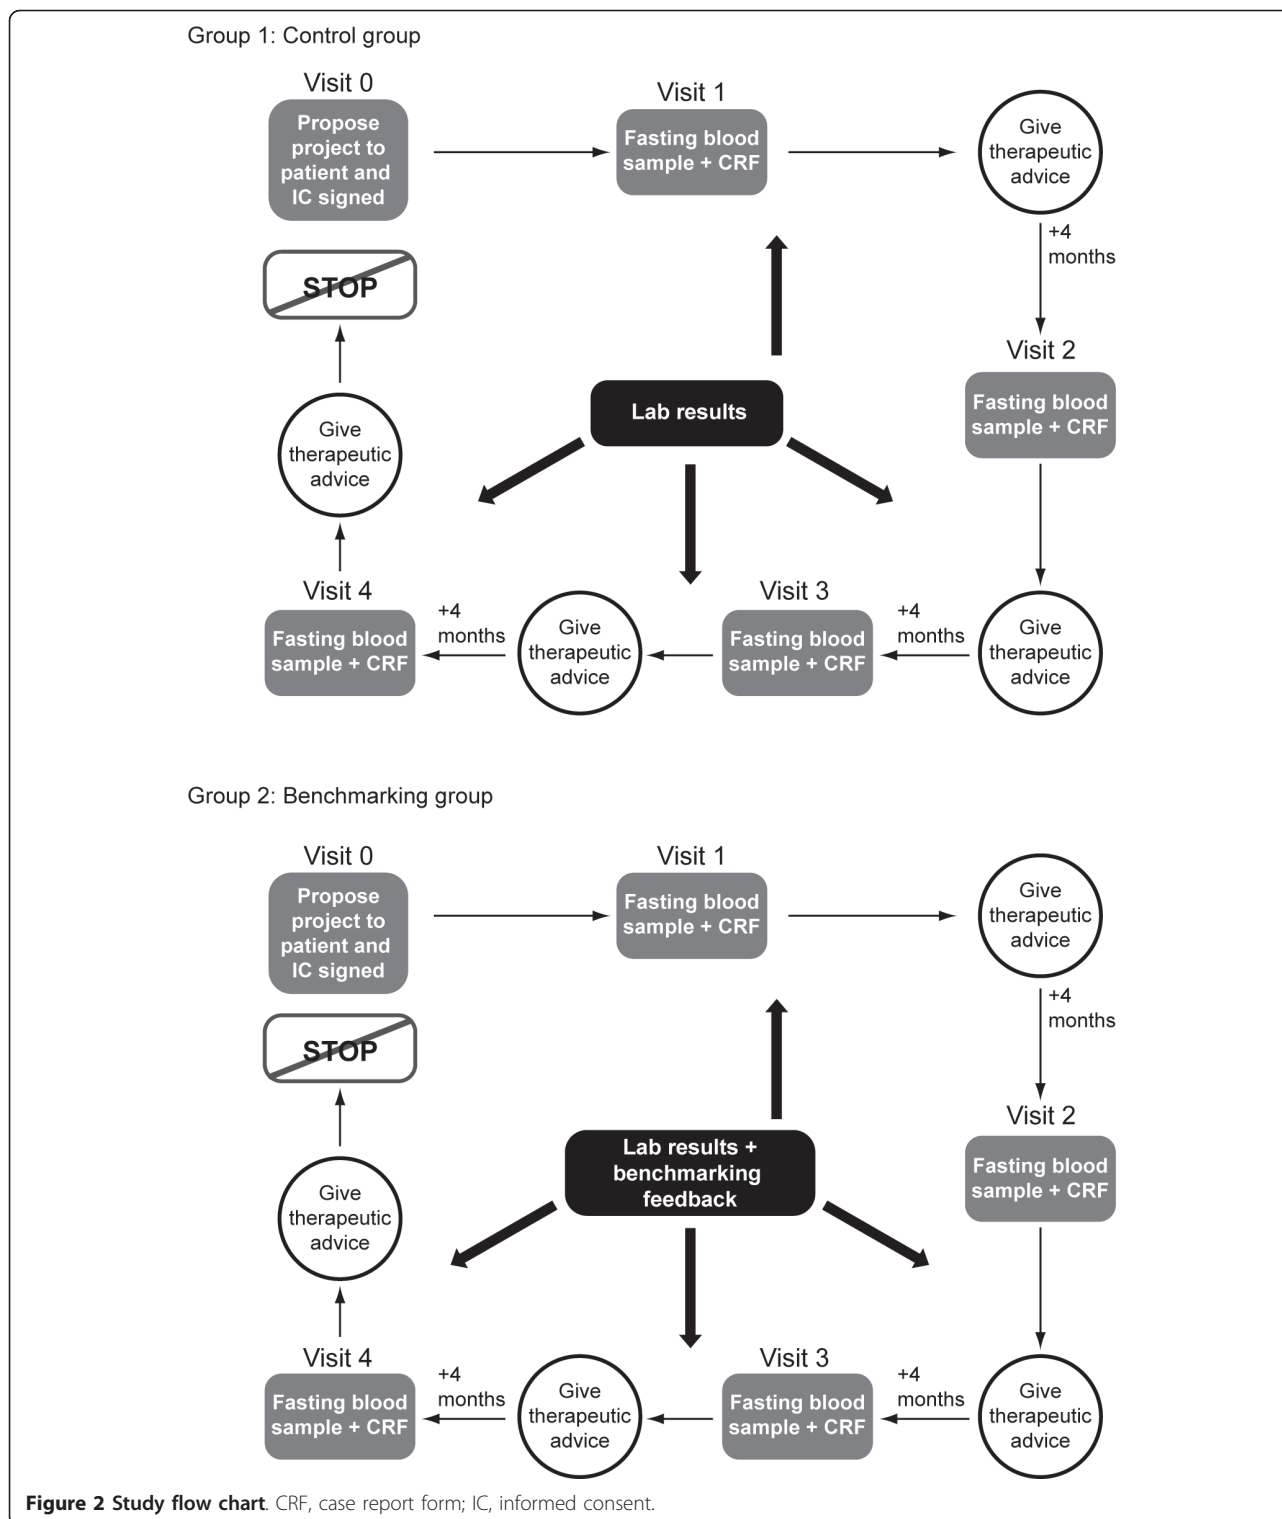 Group 1: Control group
Visit 0
Propose
project to
patient and
IC signed
Visit 1
Fasting blood
sample + CRF
Give
therapeutic
advice
+4
months
Visit 2
Fasting blood
sample + CRF
Give
therapeutic
advice
+4
months
Visit 3
Fasting blood
sample + CRF
Give
therapeutic
advice
+4
months
Visit 4
Fasting blood
sample + CRF
Give
therapeutic
advice
STOP
Lab results
Group 2: Benchmarking group
Visit 0
Propose
project to
patient and
IC signed
Visit 1
Fasting blood
sample + CRF
Give
therapeutic
advice
+4
months
Visit 2
Fasting blood
sample + CRF
Give
therapeutic
advice
+4
months
Visit 3
Fasting blood
sample + CRF
Give
therapeutic
advice
+4
months
Visit 4
Fasting blood
sample + CRF
Give
therapeutic
advice
STOP
Lab results +
benchmarking
feedback
Figure 2 Study flow chart. CRF, case report form; IC, informed consent.